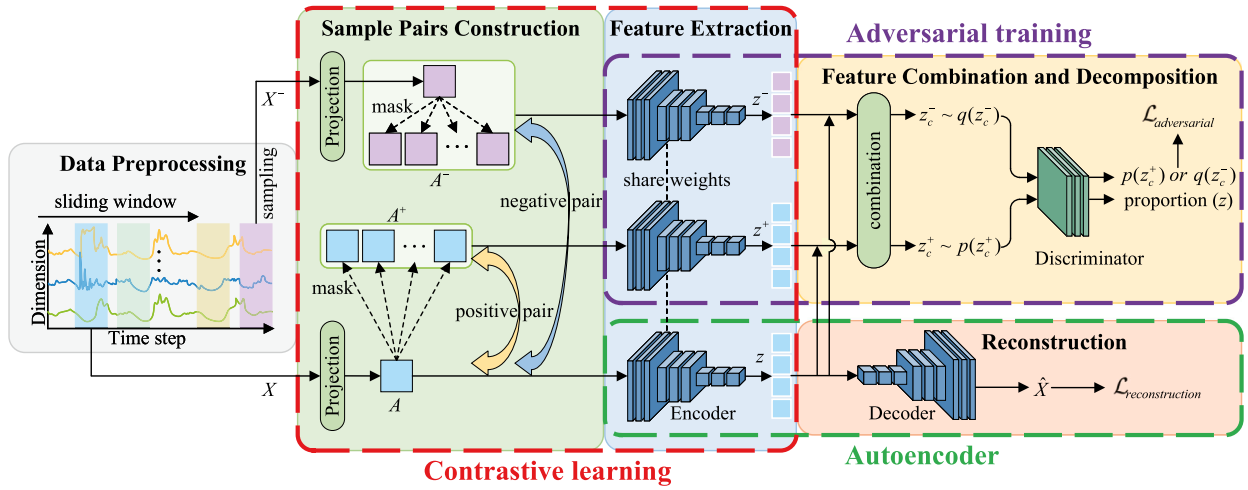 Data Preprocessing
sliding window
Dimension
Time step
sampling
X⁻
X
Sample Pairs Construction
Projection
mask
A⁻
negative pair
A⁺
mask
positive pair
Projection
A
Contrastive learning
Feature Extraction
z⁻
share weights
z⁺
z
Encoder
Adversarial training
Feature Combination and Decomposition
combination
z_c⁻ ~ q(z_c⁻)
z_c⁺ ~ p(z_c⁺)
Discriminator
ℒ_adversarial
p(z_c⁺) or q(z_c⁻)
proportion (z)
Reconstruction
Decoder
X̂
ℒ_reconstruction
Autoencoder